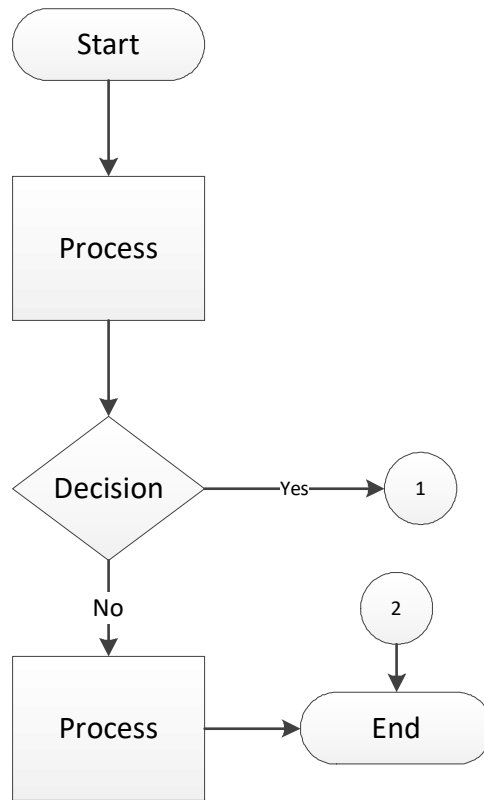 Start
Process
Decision
Yes
1
No
2
Process
End